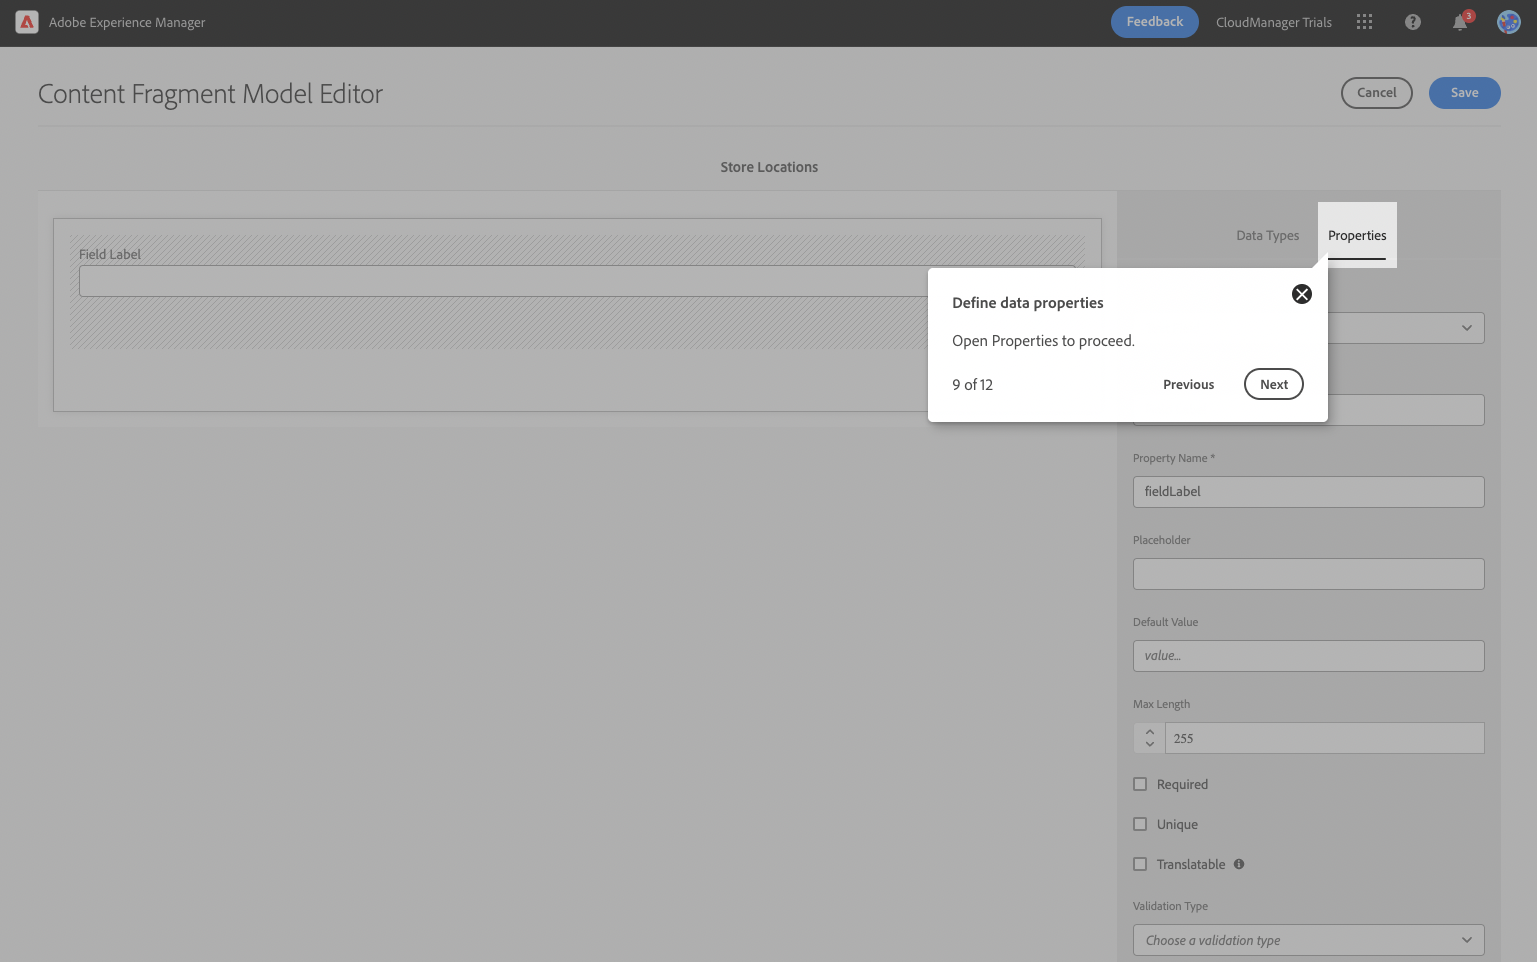 Adobe Experience Manager
Feedback
CloudManager Trials
3
Content Fragment Model Editor
Cancel
Save
Store Locations
Data Types
Properties
Field Label
Define data properties
Open Properties to proceed.
9 of 12
Previous
Next
Property Name *
fieldLabel
Placeholder
Default Value
value...
Max Length
255
Required
Unique
Translatable
Validation Type
Choose a validation type